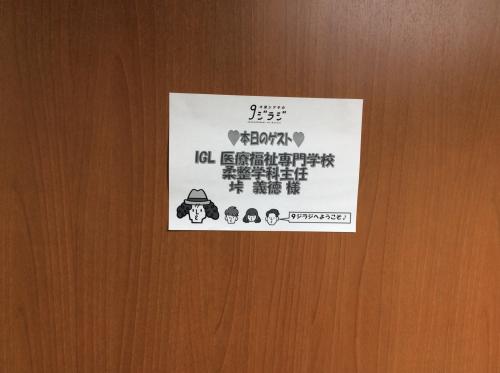 9ジラジ
本日のゲスト
IGL 医療福祉専門学校
柔整学科主任
垰 義徳 様
9ジラジへようこそ♪